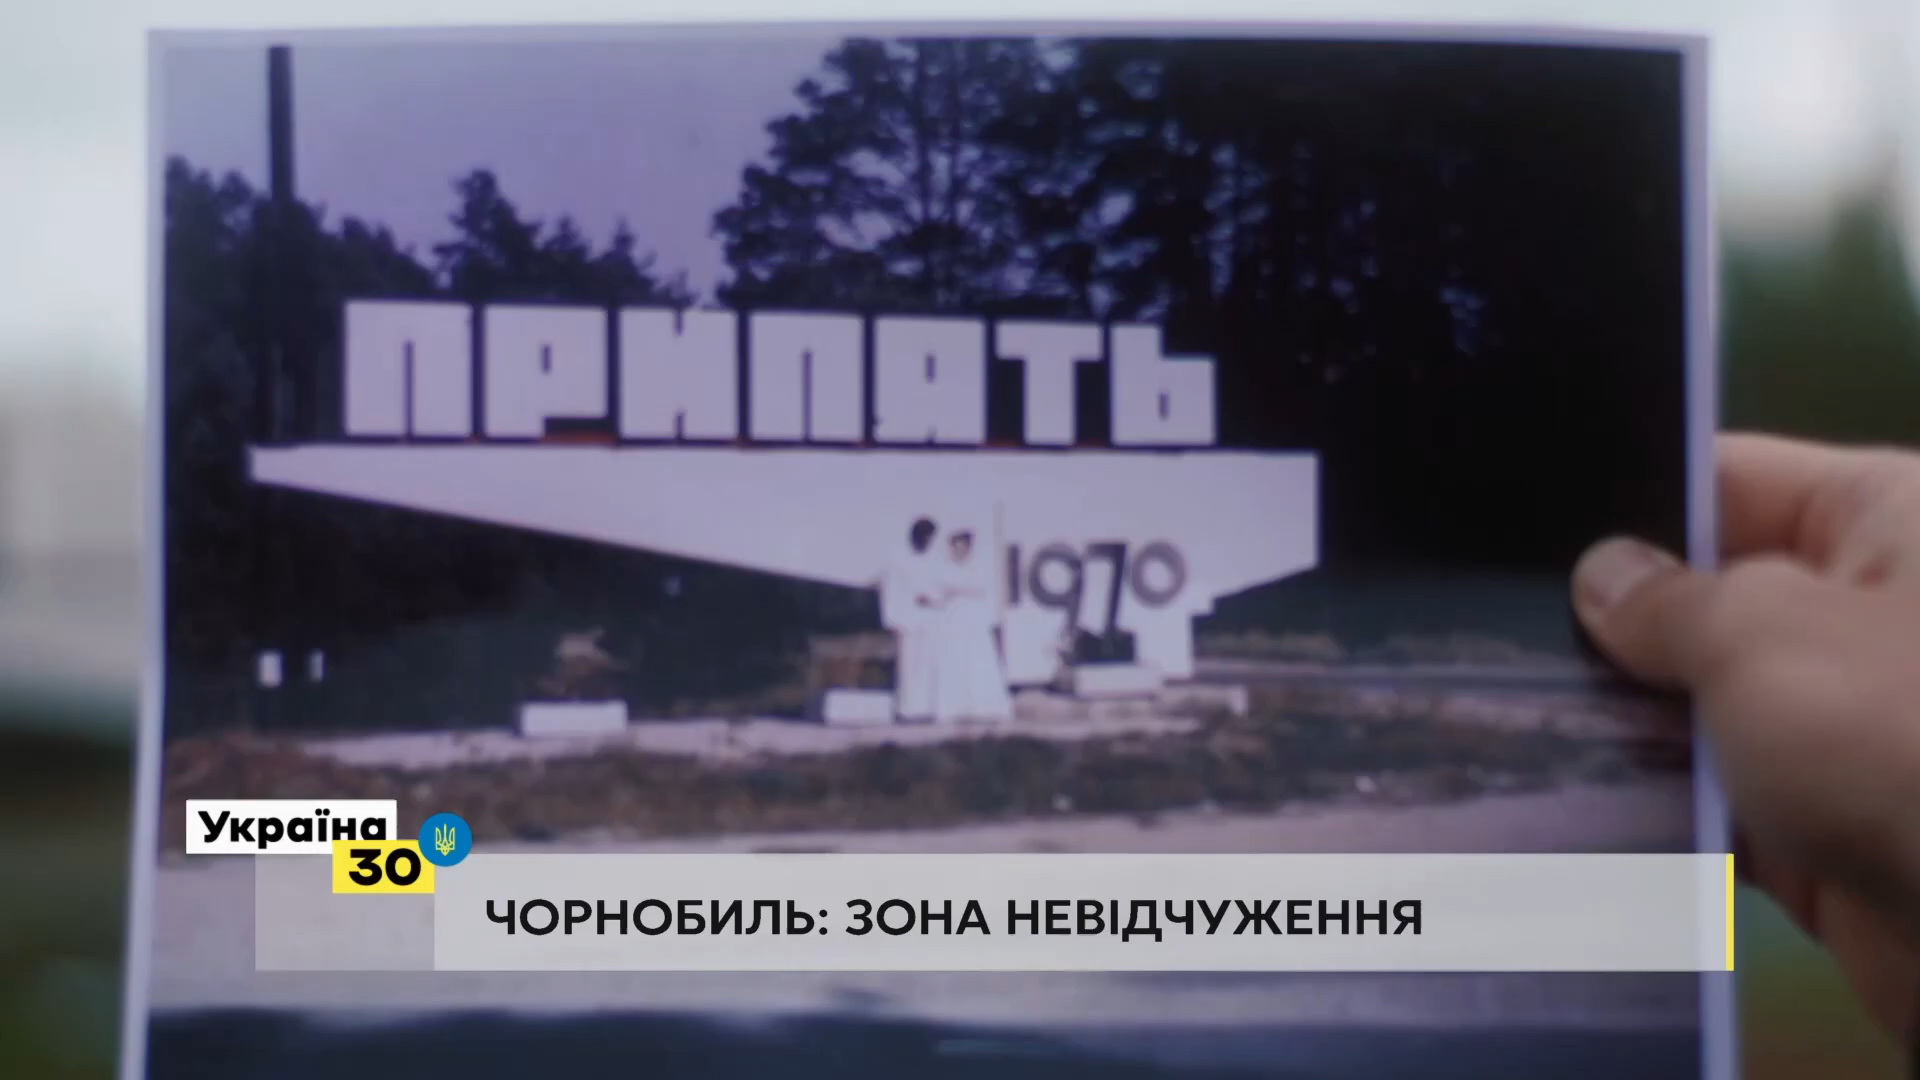 ПРИПЯТЬ
1970
Україна
30
ЧОРНОБИЛЬ: ЗОНА НЕВІДЧУЖЕННЯ